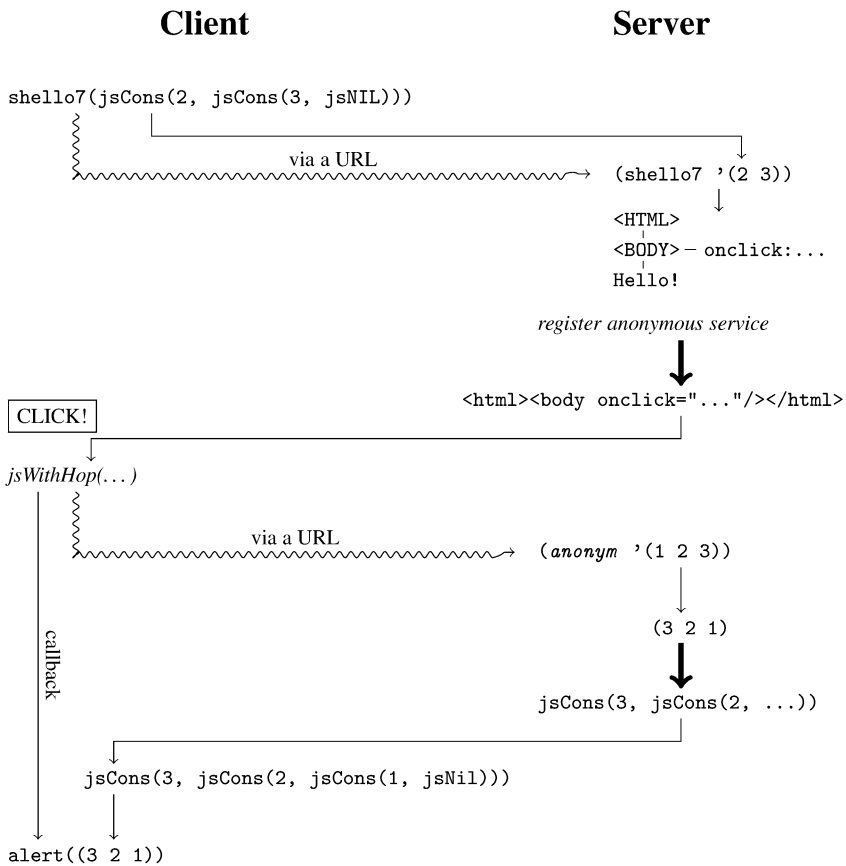 Client Server
shello7(jsCons(2, jsCons(3, jsNIL)))
via a URL
(shello7 ’(2 3))
<HTML>
<BODY> onclick:...
Hello!
register anonymous service
<html><body onclick="..."/></html>
CLICK!
jsWithHop(...)
via a URL
(anonym ’(1 2 3))
(3 2 1)
callback
jsCons(3, jsCons(2, ...))
jsCons(3, jsCons(2, jsCons(1, jsNil)))
alert((3 2 1))